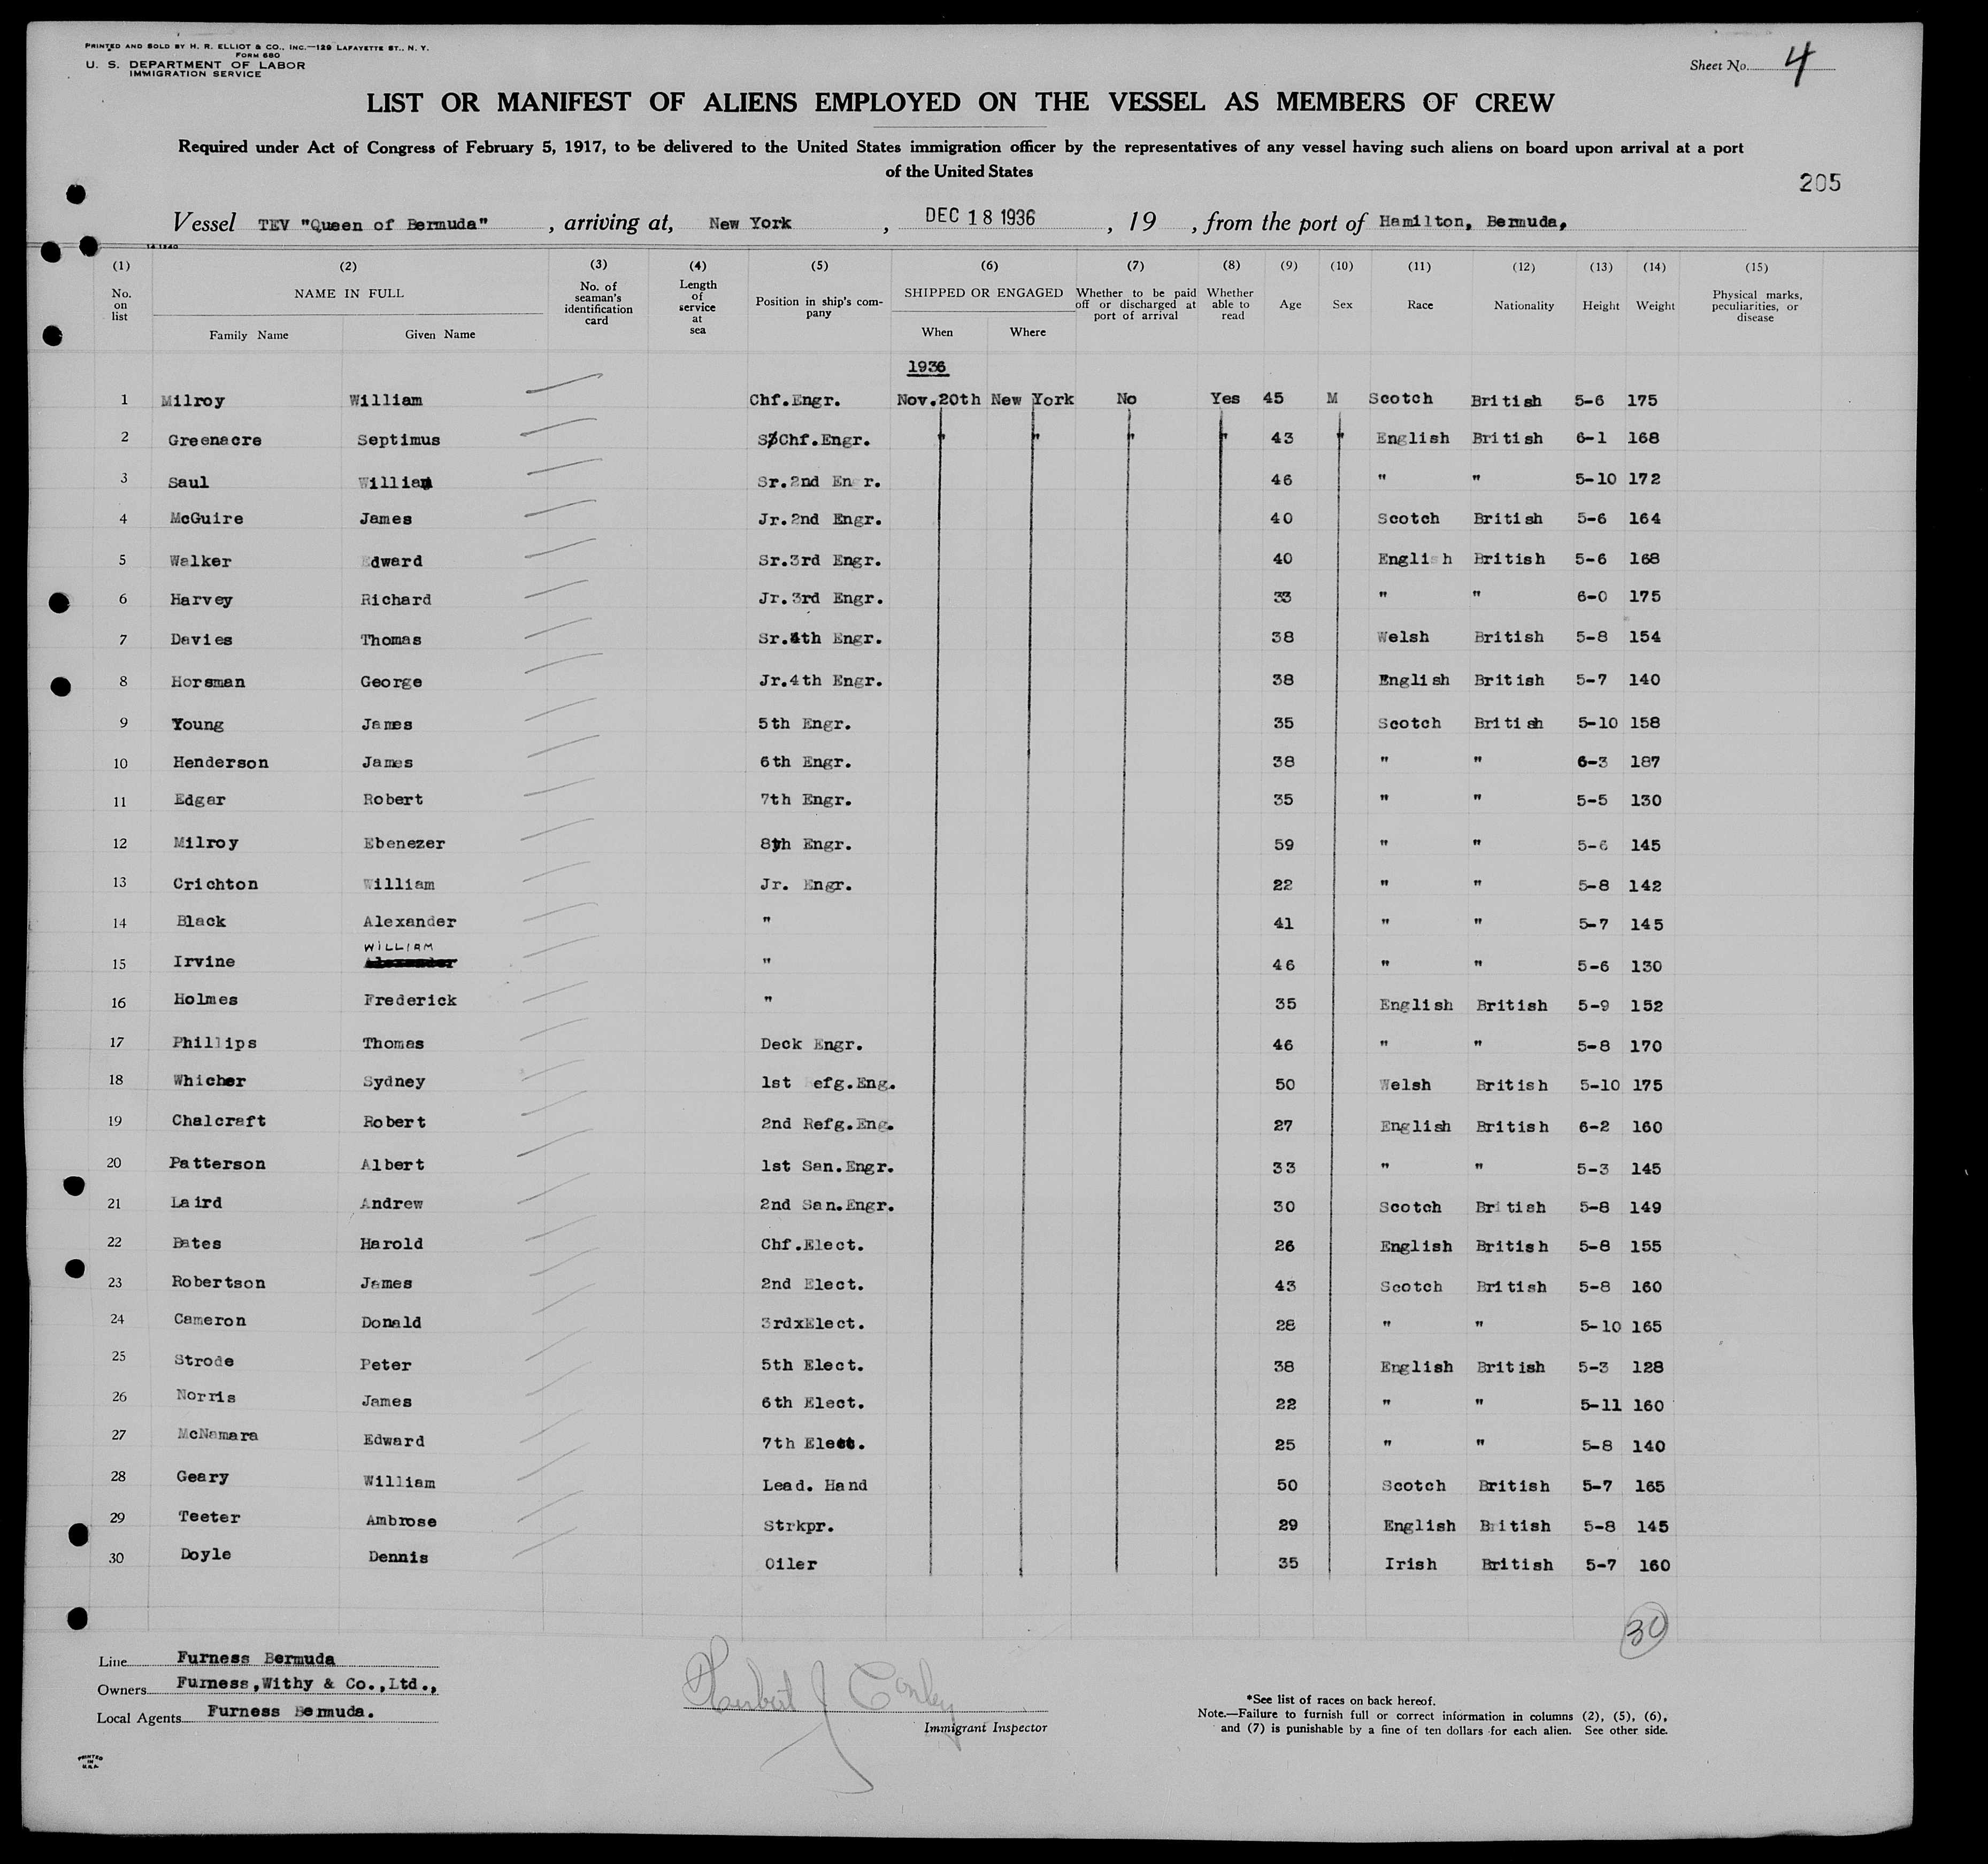 PRINTED AND SOLD BY H. R. ELLIOT & CO., INC.—129 LAFAYETTE ST., N. Y.
FORM 680
U. S. DEPARTMENT OF LABOR
IMMIGRATION SERVICE
Sheet No. 4
LIST OR MANIFEST OF ALIENS EMPLOYED ON THE VESSEL AS MEMBERS OF CREW
Required under Act of Congress of February 5, 1917, to be delivered to the United States immigration officer by the representatives of any vessel having such aliens on board upon arrival at a port
of the United States
205
Vessel TEV "Queen of Bermuda" , arriving at, New York , DEC 18 1936 , 19 , from the port of Hamilton, Bermuda,
14 1240
(1) (2) (3) (4) (5) (6) (7) (8) (9) (10) (11) (12) (13) (14) (15)
No. on list NAME IN FULL Family Name Given Name No. of seaman's identification card Length of service at sea Position in ship's company SHIPPED OR ENGAGED When Where Whether to be paid off or discharged at port of arrival Whether able to read Age Sex Race Nationality Height Weight Physical marks, peculiarities, or disease
1936
1 Milroy William Chf.Engr. Nov.20th New York No Yes 45 M Scotch British 5-6 175
2 Greenacre Septimus S Chf.Engr. " " " " 43 " English British 6-1 168
3 Saul William Sr.2nd En r. 46 " " 5-10 172
4 McGuire James Jr.2nd Engr. 40 Scotch British 5-6 164
5 Walker Edward Sr.3rd Engr. 40 English British 5-6 168
6 Harvey Richard Jr.3rd Engr. 33 " " 6-0 175
7 Davies Thomas Sr.4th Engr. 38 Welsh British 5-8 154
8 Horsman George Jr.4th Engr. 38 English British 5-7 140
9 Young James 5th Engr. 35 Scotch British 5-10 158
10 Henderson James 6th Engr. 38 " " 6-3 187
11 Edgar Robert 7th Engr. 35 " " 5-5 130
12 Milroy Ebenezer 8th Engr. 59 " " 5-6 145
13 Crichton William Jr. Engr. 22 " " 5-8 142
14 Black Alexander " 41 " " 5-7 145
WILLIAM
15 Irvine Alexander " 46 " " 5-6 130
16 Holmes Frederick " 35 English British 5-9 152
17 Phillips Thomas Deck Engr. 46 " " 5-8 170
18 Whicher Sydney 1st Refg.Eng. 50 Welsh British 5-10 175
19 Chalcraft Robert 2nd Refg.Eng. 27 English British 6-2 160
20 Patterson Albert 1st San.Engr. 33 " " 5-3 145
21 Laird Andrew 2nd San.Engr. 30 Scotch British 5-8 149
22 Bates Harold Chf.Elect. 26 English British 5-8 155
23 Robertson James 2nd Elect. 43 Scotch British 5-8 160
24 Cameron Donald 3rdxElect. 28 " " 5-10 165
25 Strode Peter 5th Elect. 38 English British 5-3 128
26 Norris James 6th Elect. 22 " " 5-11 160
27 McNamara Edward 7th Elect. 25 " " 5-8 140
28 Geary William Lead. Hand 50 Scotch British 5-7 165
29 Teeter Ambrose Strkpr. 29 English British 5-8 145
30 Doyle Dennis Oiler 35 Irish British 5-7 160
30
Line Furness Bermuda
Owners Furness,Withy & Co.,Ltd.,
Local Agents Furness Bermuda.
Herbert J Conley
Immigrant Inspector
*See list of races on back hereof.
Note.—Failure to furnish full or correct information in columns (2), (5), (6),
and (7) is punishable by a fine of ten dollars for each alien. See other side.
PRINTED
IN
U.S.A.